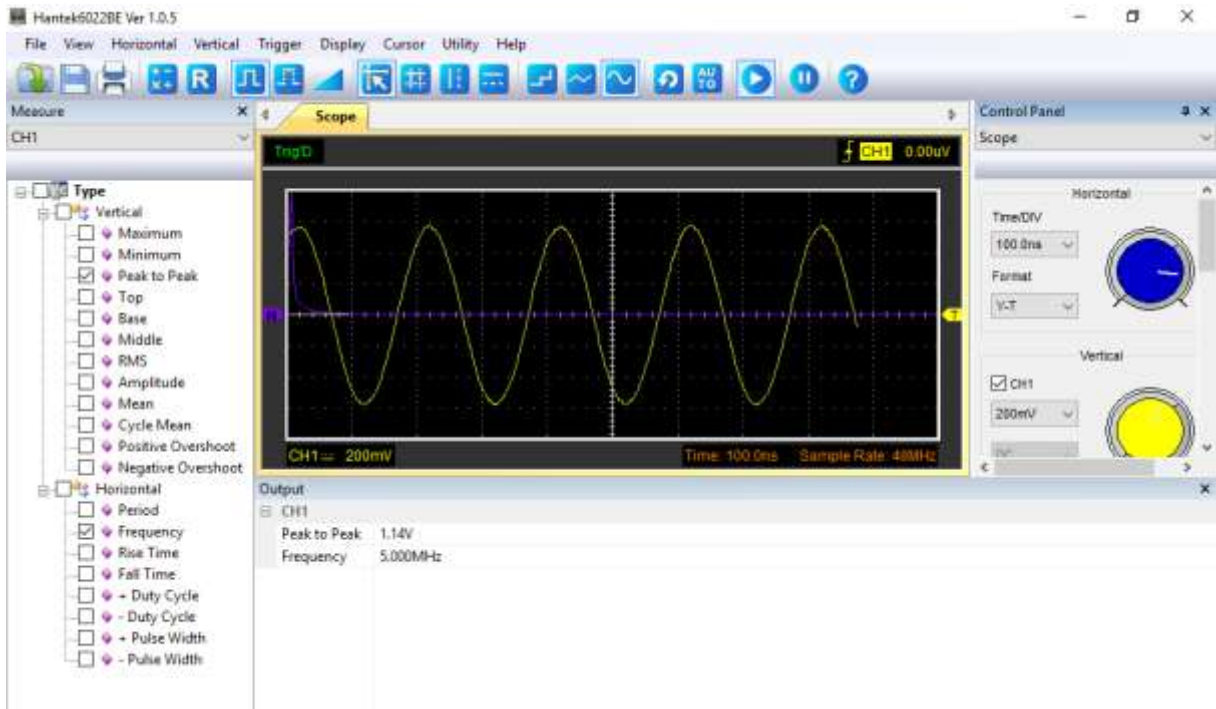 Hantek6022BE Ver 1.0.5
File View Horizontal Vertical Trigger Display Cursor Utility Help
R AU TO ?
Measure
CH1
Type
Vertical
Maximum
Minimum
Peak to Peak
Top
Base
Middle
RMS
Amplitude
Mean
Cycle Mean
Positive Overshoot
Negative Overshoot
Horizontal
Period
Frequency
Rise Time
Fall Time
+ Duty Cycle
- Duty Cycle
+ Pulse Width
- Pulse Width
Scope
Trig'D CH1 0.00uV
T
CH1 200mV Time: 100.0ns Sample Rate: 48MHz
Output
CH1
Peak to Peak 1.14V
Frequency 5.000MHz
Control Panel
Scope
Horizontal
Time/DIV
100.0ns
Format
Y-T
Vertical
CH1
200mV